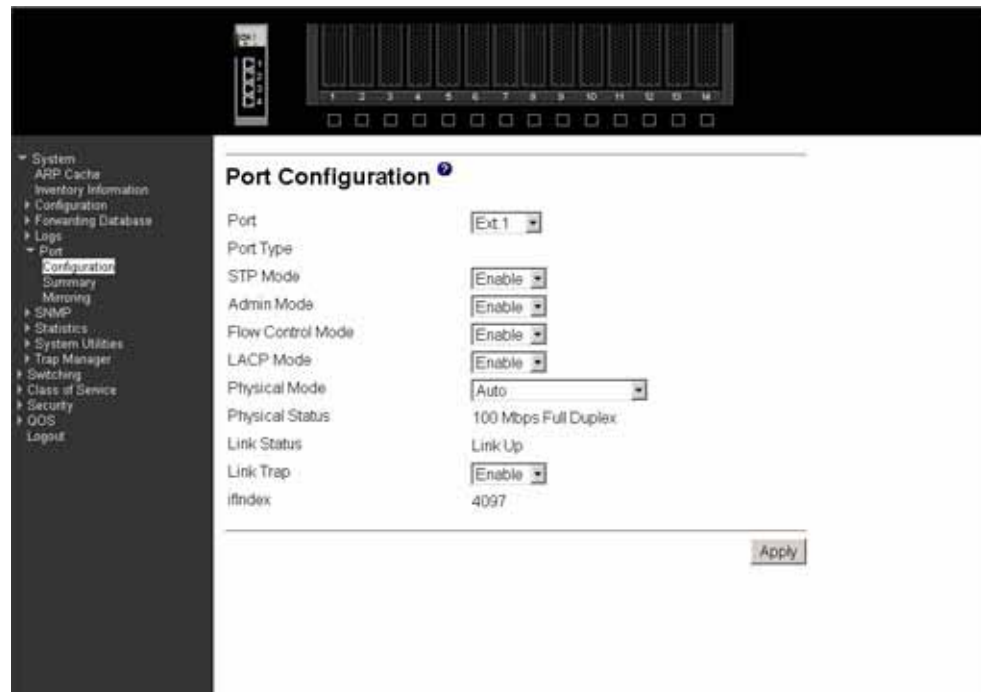 1 2 3 4 5 6 7 8 9 10 11 12 13 14
System
ARP Cache
Inventory Information
Configuration
Forwarding Database
Logs
Port
Configuration
Summary
Mirroring
SNMP
Statistics
System Utilities
Trap Manager
Switching
Class of Service
Security
QOS
Logout
Port Configuration ?
Port Ext.1
Port Type
STP Mode Enable
Admin Mode Enable
Flow Control Mode Enable
LACP Mode Enable
Physical Mode Auto
Physical Status 100 Mbps Full Duplex
Link Status Link Up
Link Trap Enable
ifIndex 4097
Apply